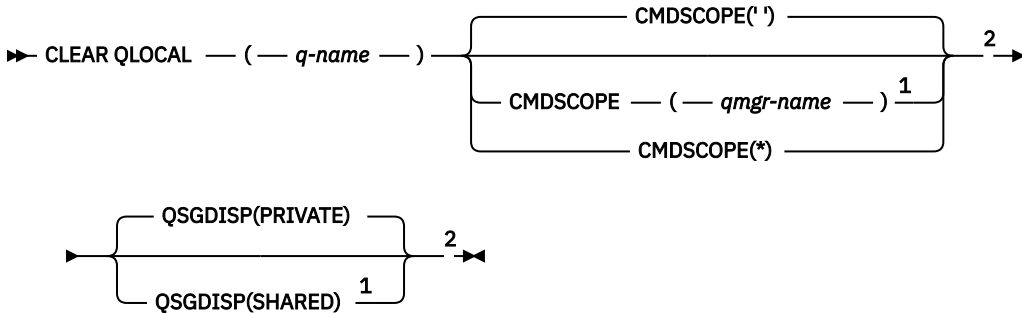 CMDSCOPE(' ')
CLEAR QLOCAL ( q-name ) 2
CMDSCOPE ( qmgr-name ) 1
CMDSCOPE(*)
QSGDISP(PRIVATE)
2
QSGDISP(SHARED) 1